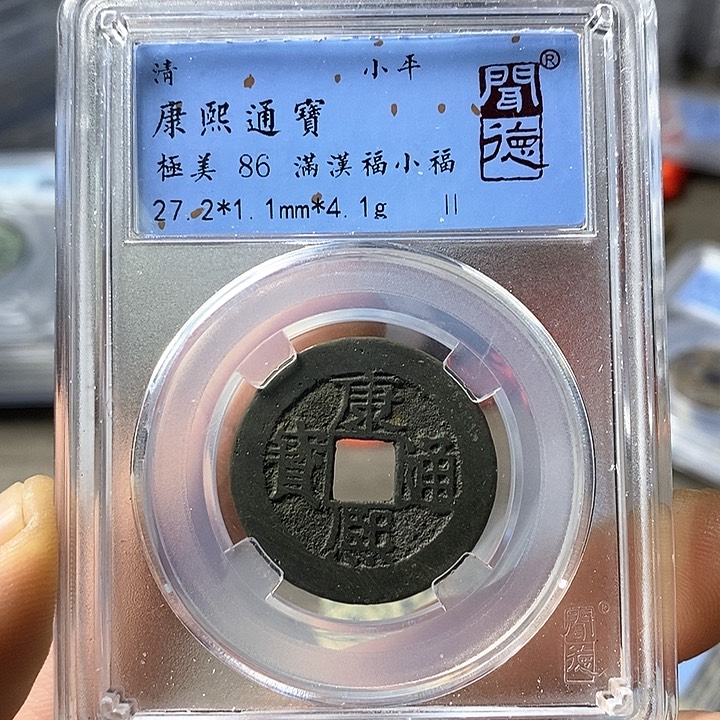 清 小平
康熙通寶
極美 86 滿漢福小福
27.2*1.1mm*4.1g II
聞德®
康熙通寶
聞德